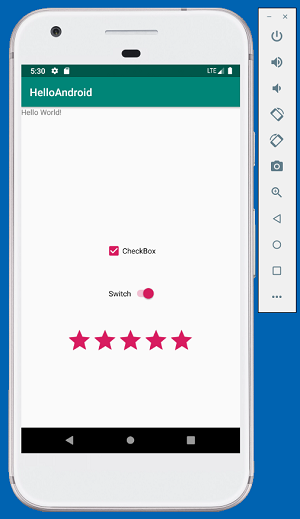 5:30 LTE
HelloAndroid
Hello World!
CheckBox
Switch